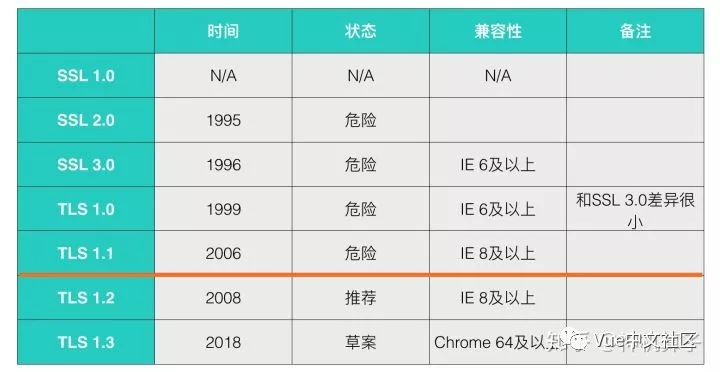 时间 状态 兼容性 备注
SSL 1.0 N/A N/A N/A
SSL 2.0 1995 危险
SSL 3.0 1996 危险 IE 6及以上
TLS 1.0 1999 危险 IE 6及以上 和SSL 3.0差异很
小
TLS 1.1 2006 危险 IE 8及以上
TLS 1.2 2008 推荐 IE 8及以上
TLS 1.3 2018 草案 Chrome 64及以上
Vue中文社区